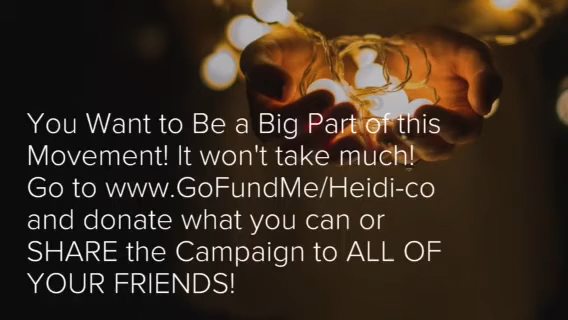 You Want to Be a Big Part of this
Movement! It won't take much!
Go to www.GoFundMe/Heidi-co
and donate what you can or
SHARE the Campaign to ALL OF
YOUR FRIENDS!